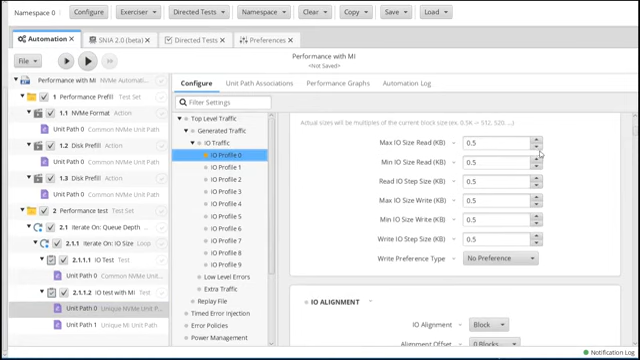 Namespace 0 Configure Exerciser Directed Tests Namespace Clear Copy Save Load
Automation SNIA 2.0 (beta) Directed Tests Preferences
File
Performance with MI
<Not Saved>
Performance with MI NVMe Automati...
1 Performance Prefill Test Set
1.1 NVMe Format Action
Unit Path 0 Common NVMe Unit Path
1.2 Disk Prefill Action
Unit Path 0 Common NVMe Unit Path
1.3 Disk Prefill Action
Unit Path 0 Common NVMe Unit Path
2 Performance test Test Set
2.1 Iterate On: Queue Depth
2.1.1 Iterate On: IO Size Loop
2.1.1.1 IO Test Test
Unit Path 0 Common NVMe Unit...
2.1.1.2 IO test with MI Test
Unit Path 0 Unique NVMe Unit P...
Unit Path 1 Unique MI Unit Path
Configure Unit Path Associations Performance Graphs Automation Log
Filter Settings
Top Level Traffic
Generated Traffic
IO Traffic
IO Profile 0
IO Profile 1
IO Profile 2
IO Profile 3
IO Profile 4
IO Profile 5
IO Profile 6
IO Profile 7
IO Profile 8
IO Profile 9
Low Level Errors
Extra Traffic
Replay File
Timed Error Injection
Error Policies
Power Management
Actual sizes will be multiples of the current block size (ex. 0.5K -> 512, 520, ...)
Max IO Size Read (KB) 0.5
Min IO Size Read (KB) 0.5
Read IO Step Size (KB) 0.5
Max IO Size Write (KB) 0.5
Min IO Size Write (KB) 0.5
Write IO Step Size (KB) 0.5
Write Preference Type No Preference
IO ALIGNMENT
IO Alignment Block
Alignment Offset 0 Blocks
Notification Log